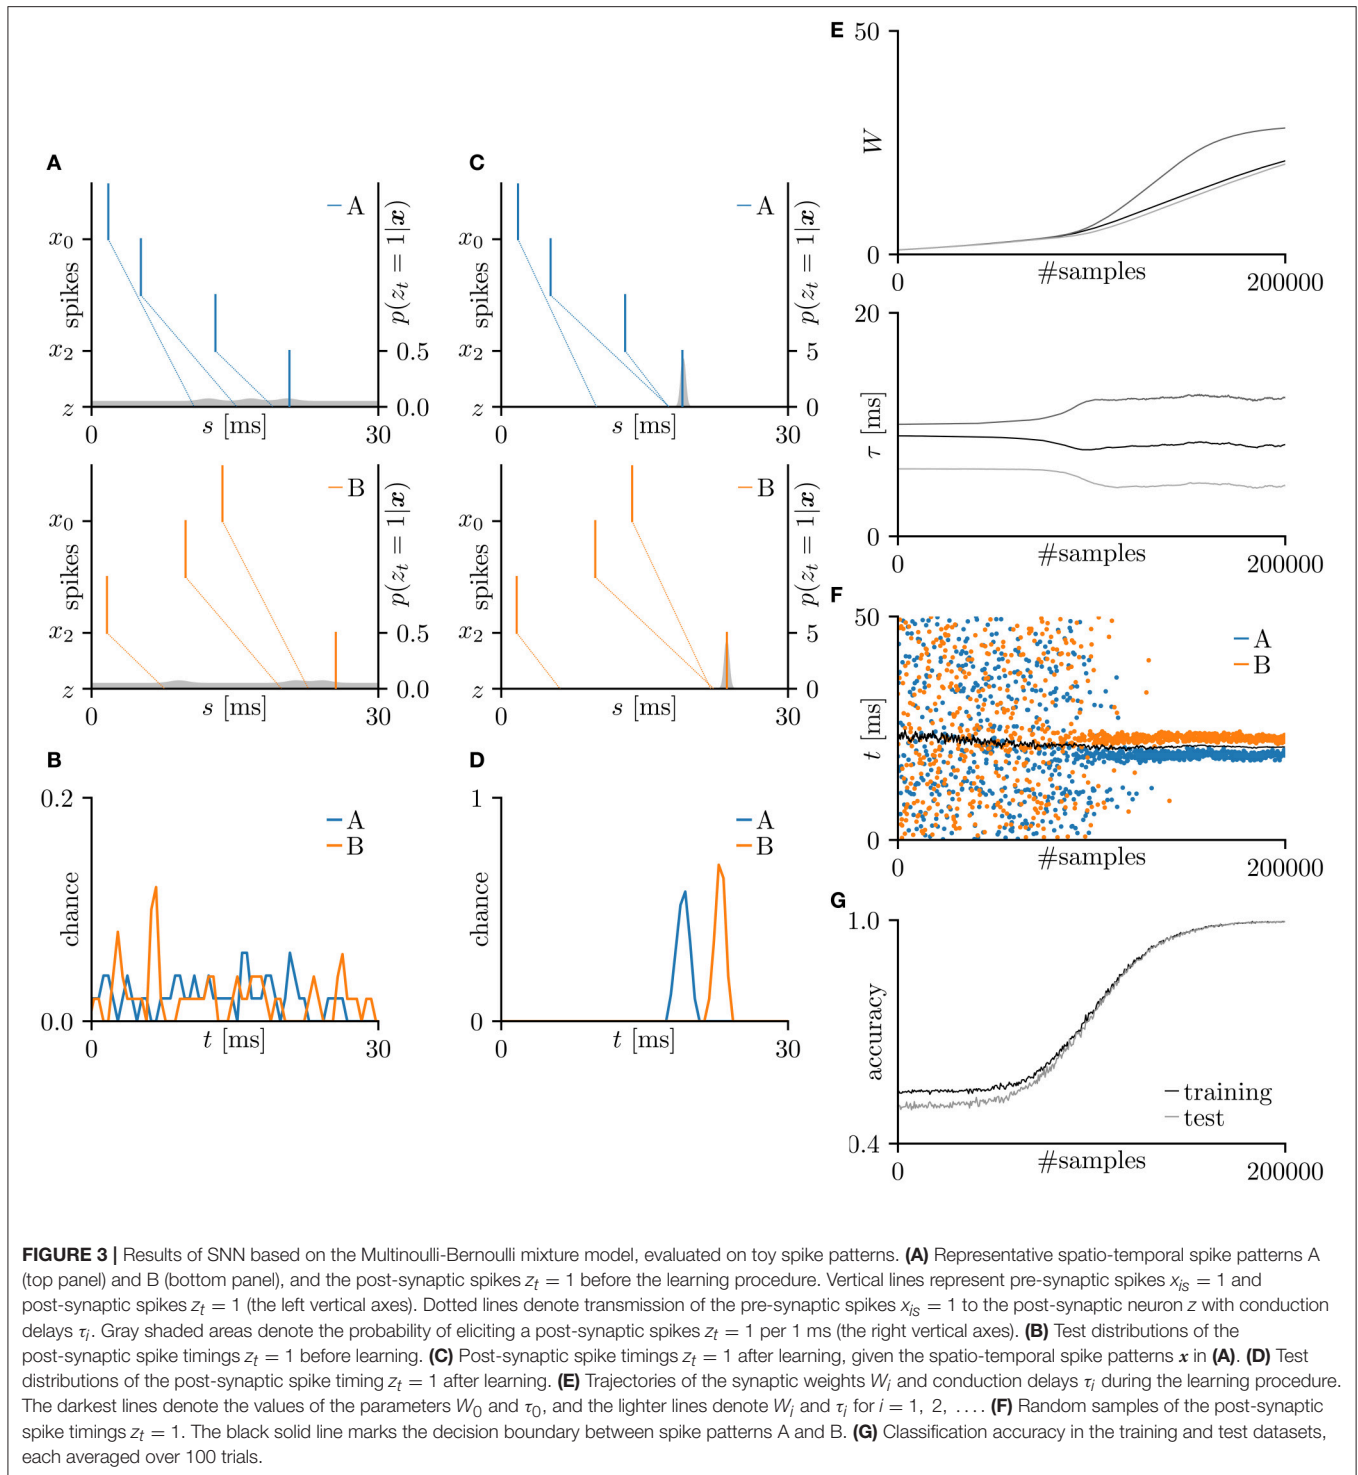 A
A
x0
spikes
x2
z
p(zt = 1|x)
0.5
0.0
0
s [ms]
30
B
x0
spikes
x2
z
p(zt = 1|x)
0.5
0.0
0
s [ms]
30
B
0.2
A
B
chance
0.0
0
t [ms]
30
C
A
x0
spikes
x2
z
p(zt = 1|x)
5
0
0
s [ms]
30
B
x0
spikes
x2
z
p(zt = 1|x)
5
0
0
s [ms]
30
D
1
A
B
chance
0
0
t [ms]
30
E
50
W
0
0
#samples
200000
20
τ [ms]
0
0
#samples
200000
F
50
A
B
t [ms]
0
0
#samples
200000
G
1.0
accuracy
training
test
0.4
0
#samples
200000
FIGURE 3 | Results of SNN based on the Multinoulli-Bernoulli mixture model, evaluated on toy spike patterns. (A) Representative spatio-temporal spike patterns A
(top panel) and B (bottom panel), and the post-synaptic spikes zt = 1 before the learning procedure. Vertical lines represent pre-synaptic spikes xis = 1 and
post-synaptic spikes zt = 1 (the left vertical axes). Dotted lines denote transmission of the pre-synaptic spikes xis = 1 to the post-synaptic neuron z with conduction
delays τi. Gray shaded areas denote the probability of eliciting a post-synaptic spikes zt = 1 per 1 ms (the right vertical axes). (B) Test distributions of the
post-synaptic spike timings zt = 1 before learning. (C) Post-synaptic spike timings zt = 1 after learning, given the spatio-temporal spike patterns x in (A). (D) Test
distributions of the post-synaptic spike timing zt = 1 after learning. (E) Trajectories of the synaptic weights Wi and conduction delays τi during the learning procedure.
The darkest lines denote the values of the parameters W0 and τ0, and the lighter lines denote Wi and τi for i = 1, 2, .... (F) Random samples of the post-synaptic
spike timings zt = 1. The black solid line marks the decision boundary between spike patterns A and B. (G) Classification accuracy in the training and test datasets,
each averaged over 100 trials.